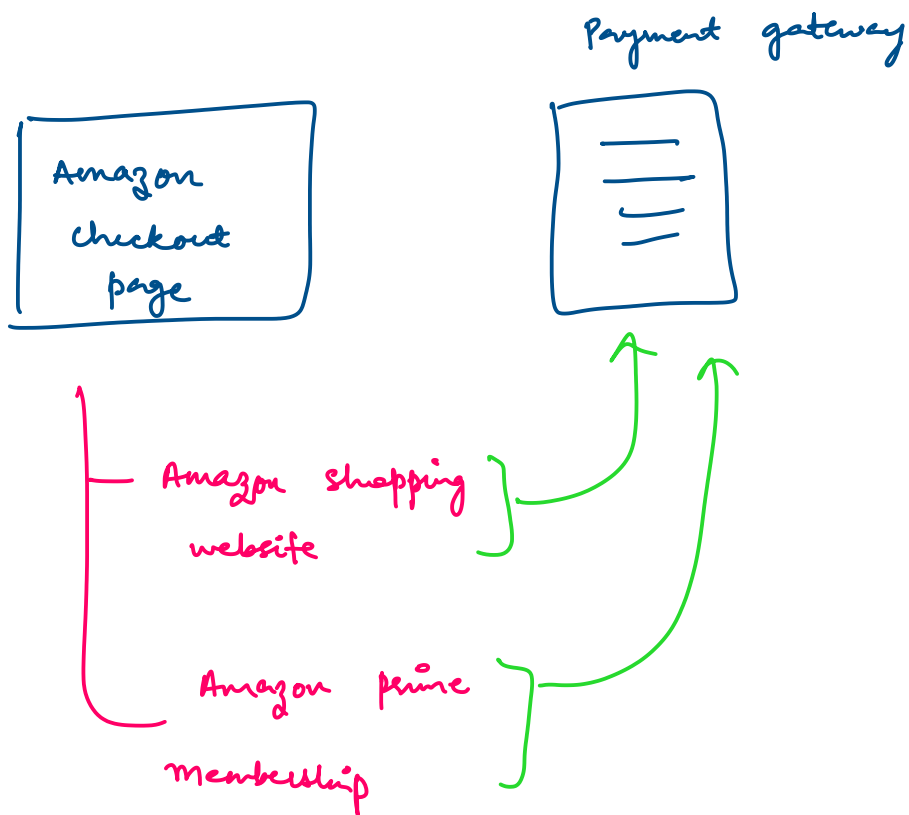 Payment gateway
Amazon
checkout
page
Amazon shopping
website
Amazon prime
membership